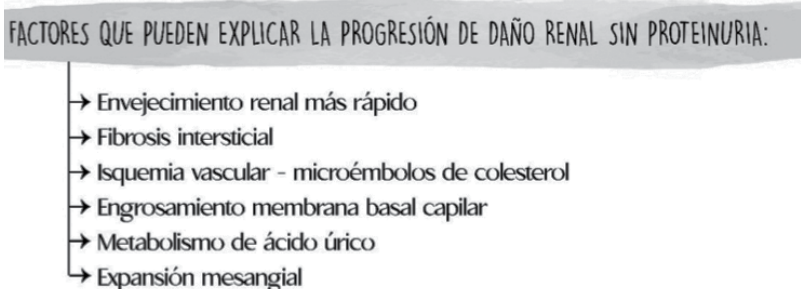 FACTORES QUE PUEDEN EXPLICAR LA PROGRESIÓN DE DAÑO RENAL SIN PROTEINURIA:
Envejecimiento renal más rápido
Fibrosis intersticial
Isquemia vascular - microémbolos de colesterol
Engrosamiento membrana basal capilar
Metabolismo de ácido úrico
Expansión mesangial